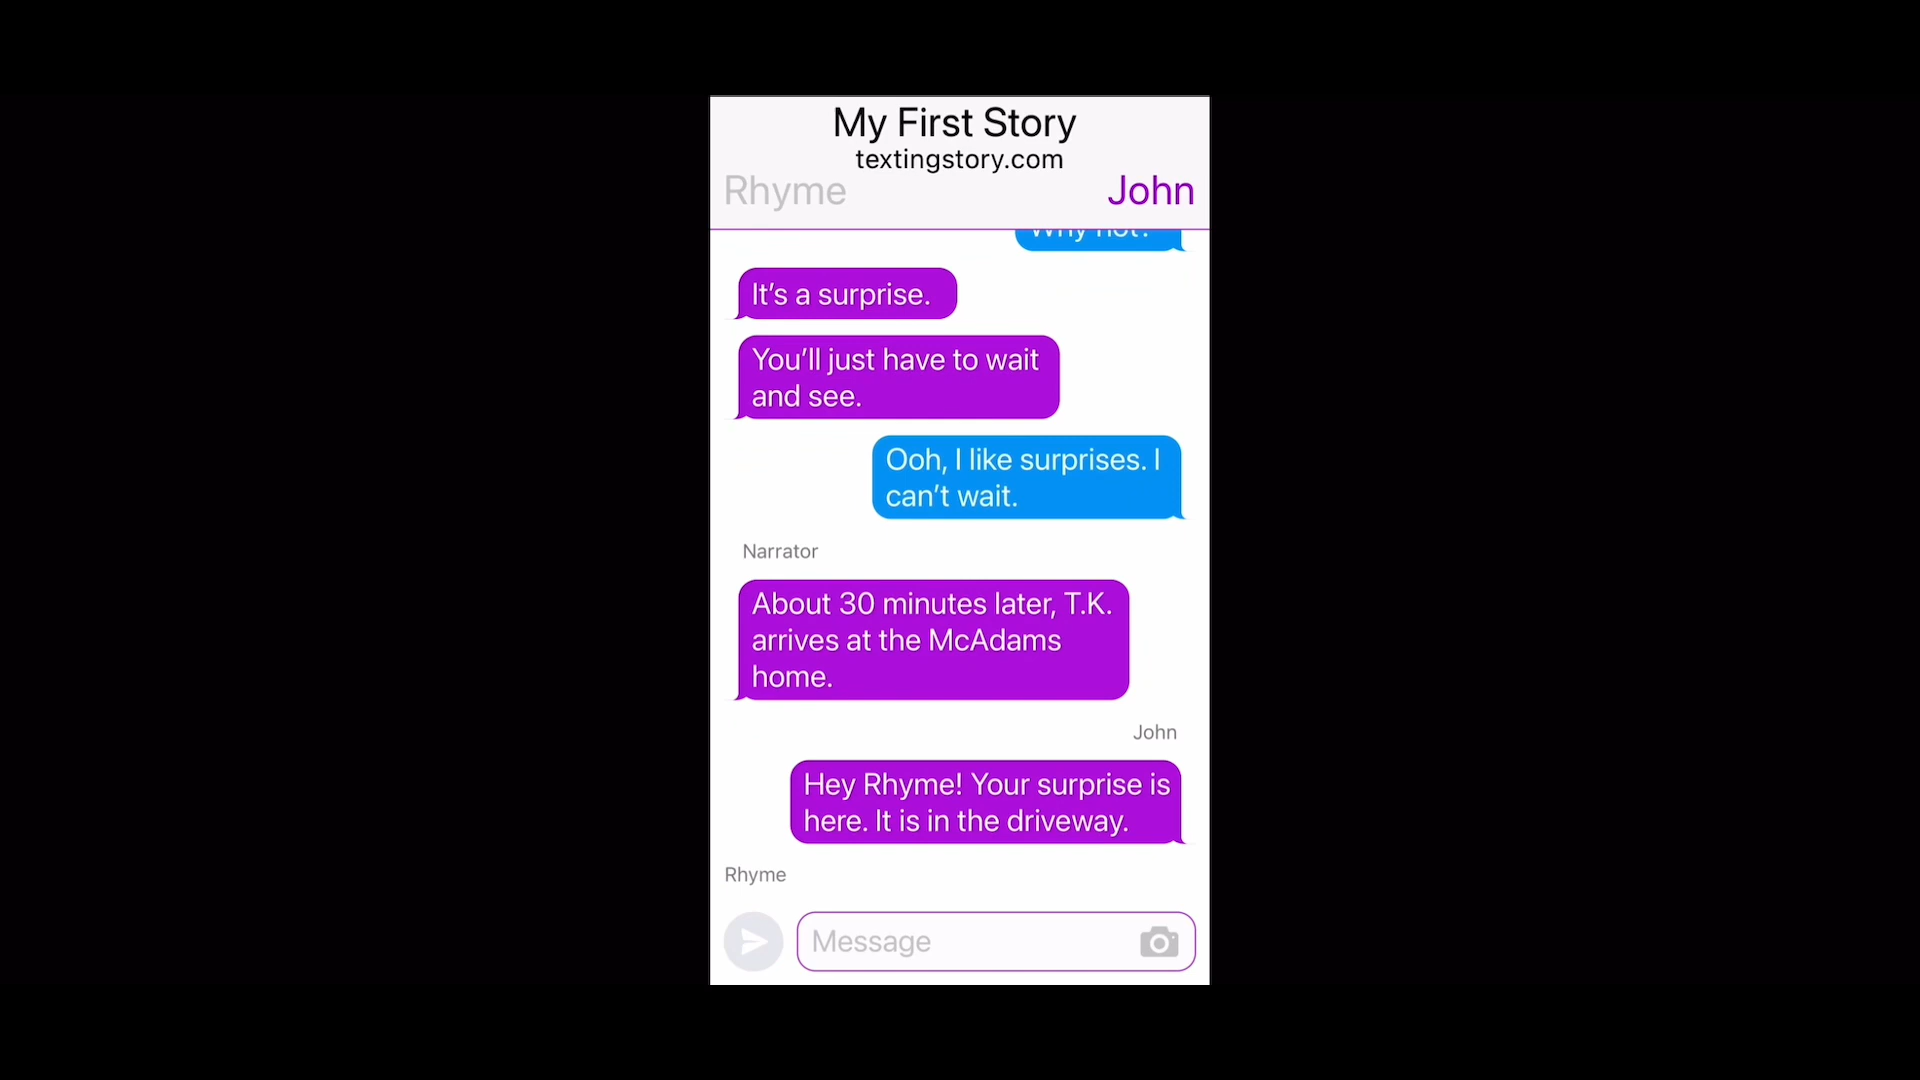 My First Story
textingstory.com
Rhyme
John
Why not?
It's a surprise.
You'll just have to wait
and see.
Ooh, I like surprises. I
can't wait.
Narrator
About 30 minutes later, T.K.
arrives at the McAdams
home.
John
Hey Rhyme! Your surprise is
here. It is in the driveway.
Rhyme
Message